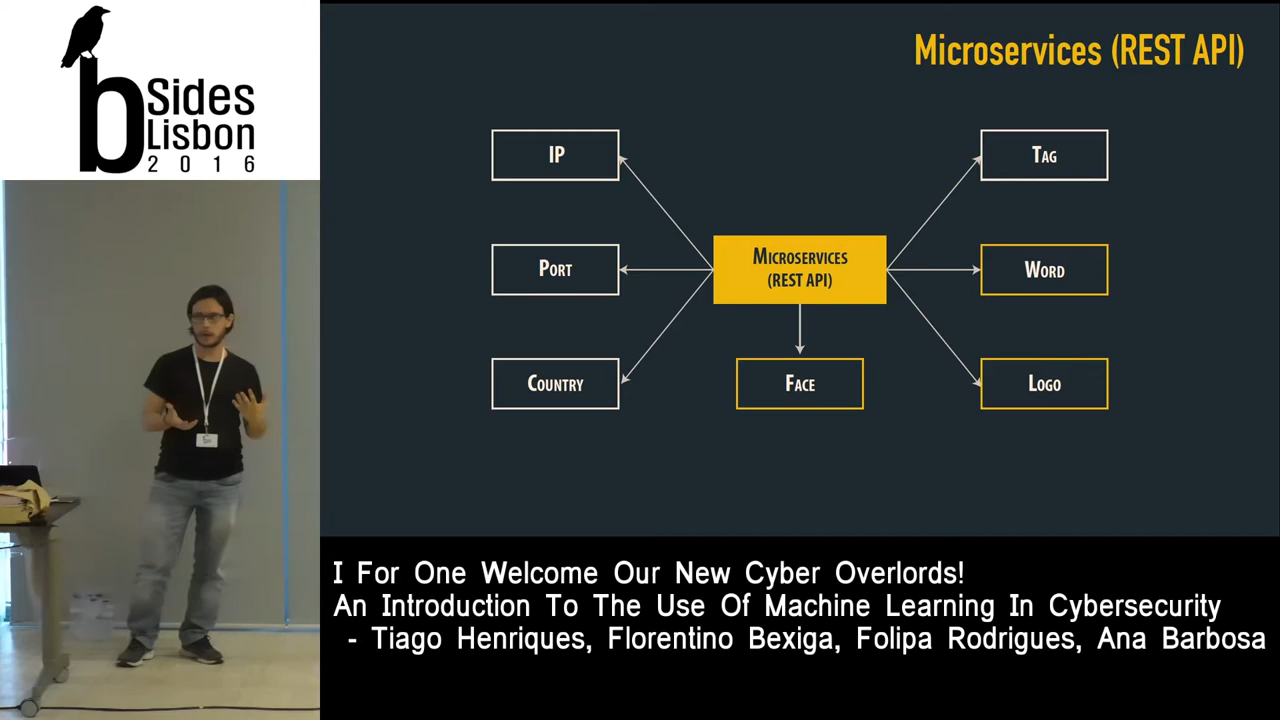 b
Sides
Lisbon
2016
Microservices (REST API)
IP
Tag
Port
Microservices
(REST API)
Word
Country
Face
Logo
I For One Welcome Our New Cyber Overlords!
An Introduction To The Use Of Machine Learning In Cybersecurity
- Tiago Henriques, Florentino Bexiga, Folipa Rodrigues, Ana Barbosa